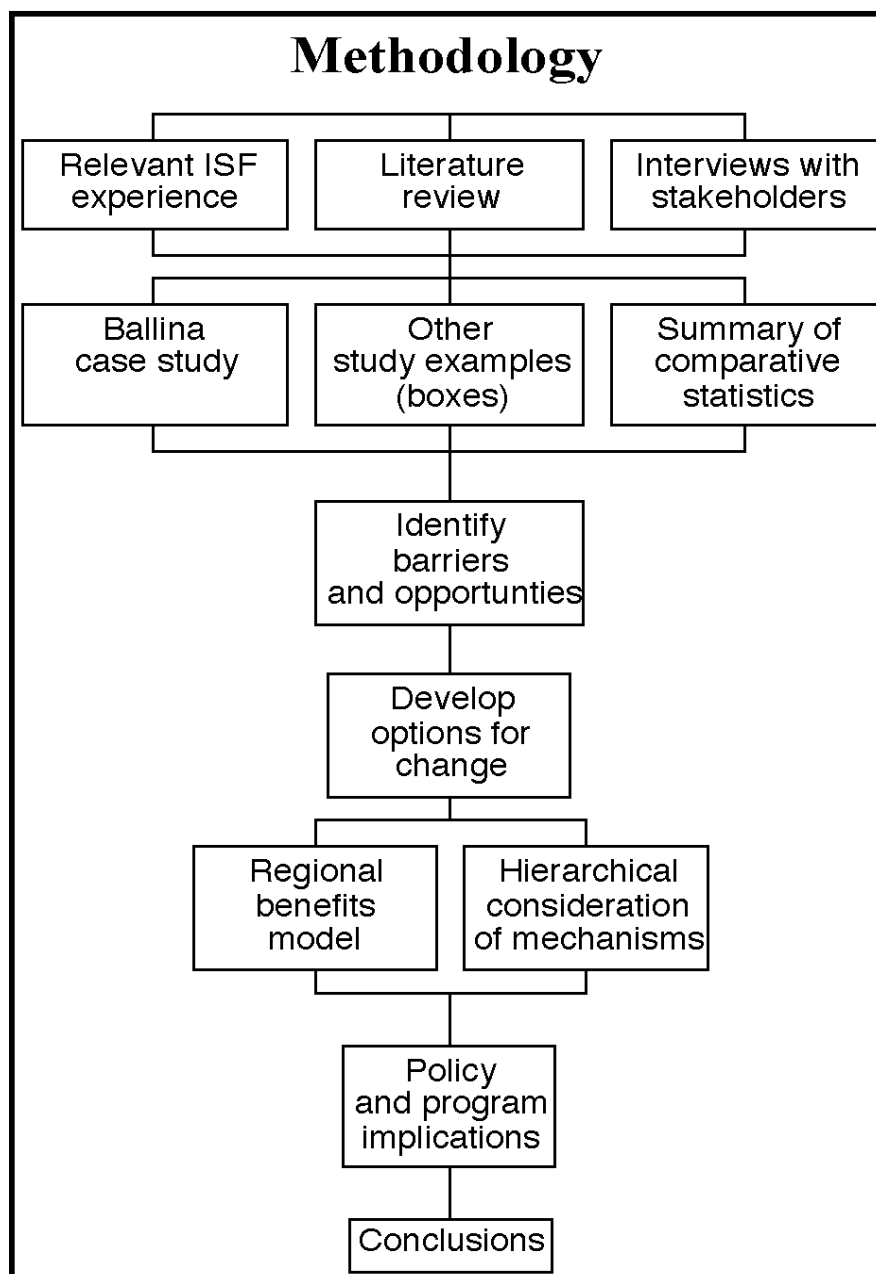 Methodology
Relevant ISF
experience
Literature
review
Interviews with
stakeholders
Ballina
case study
Other
study examples
(boxes)
Summary of
comparative
statistics
Identify
barriers
and opportunties
Develop
options for
change
Regional
benefits
model
Hierarchical
consideration
of mechanisms
Policy
and program
implications
Conclusions